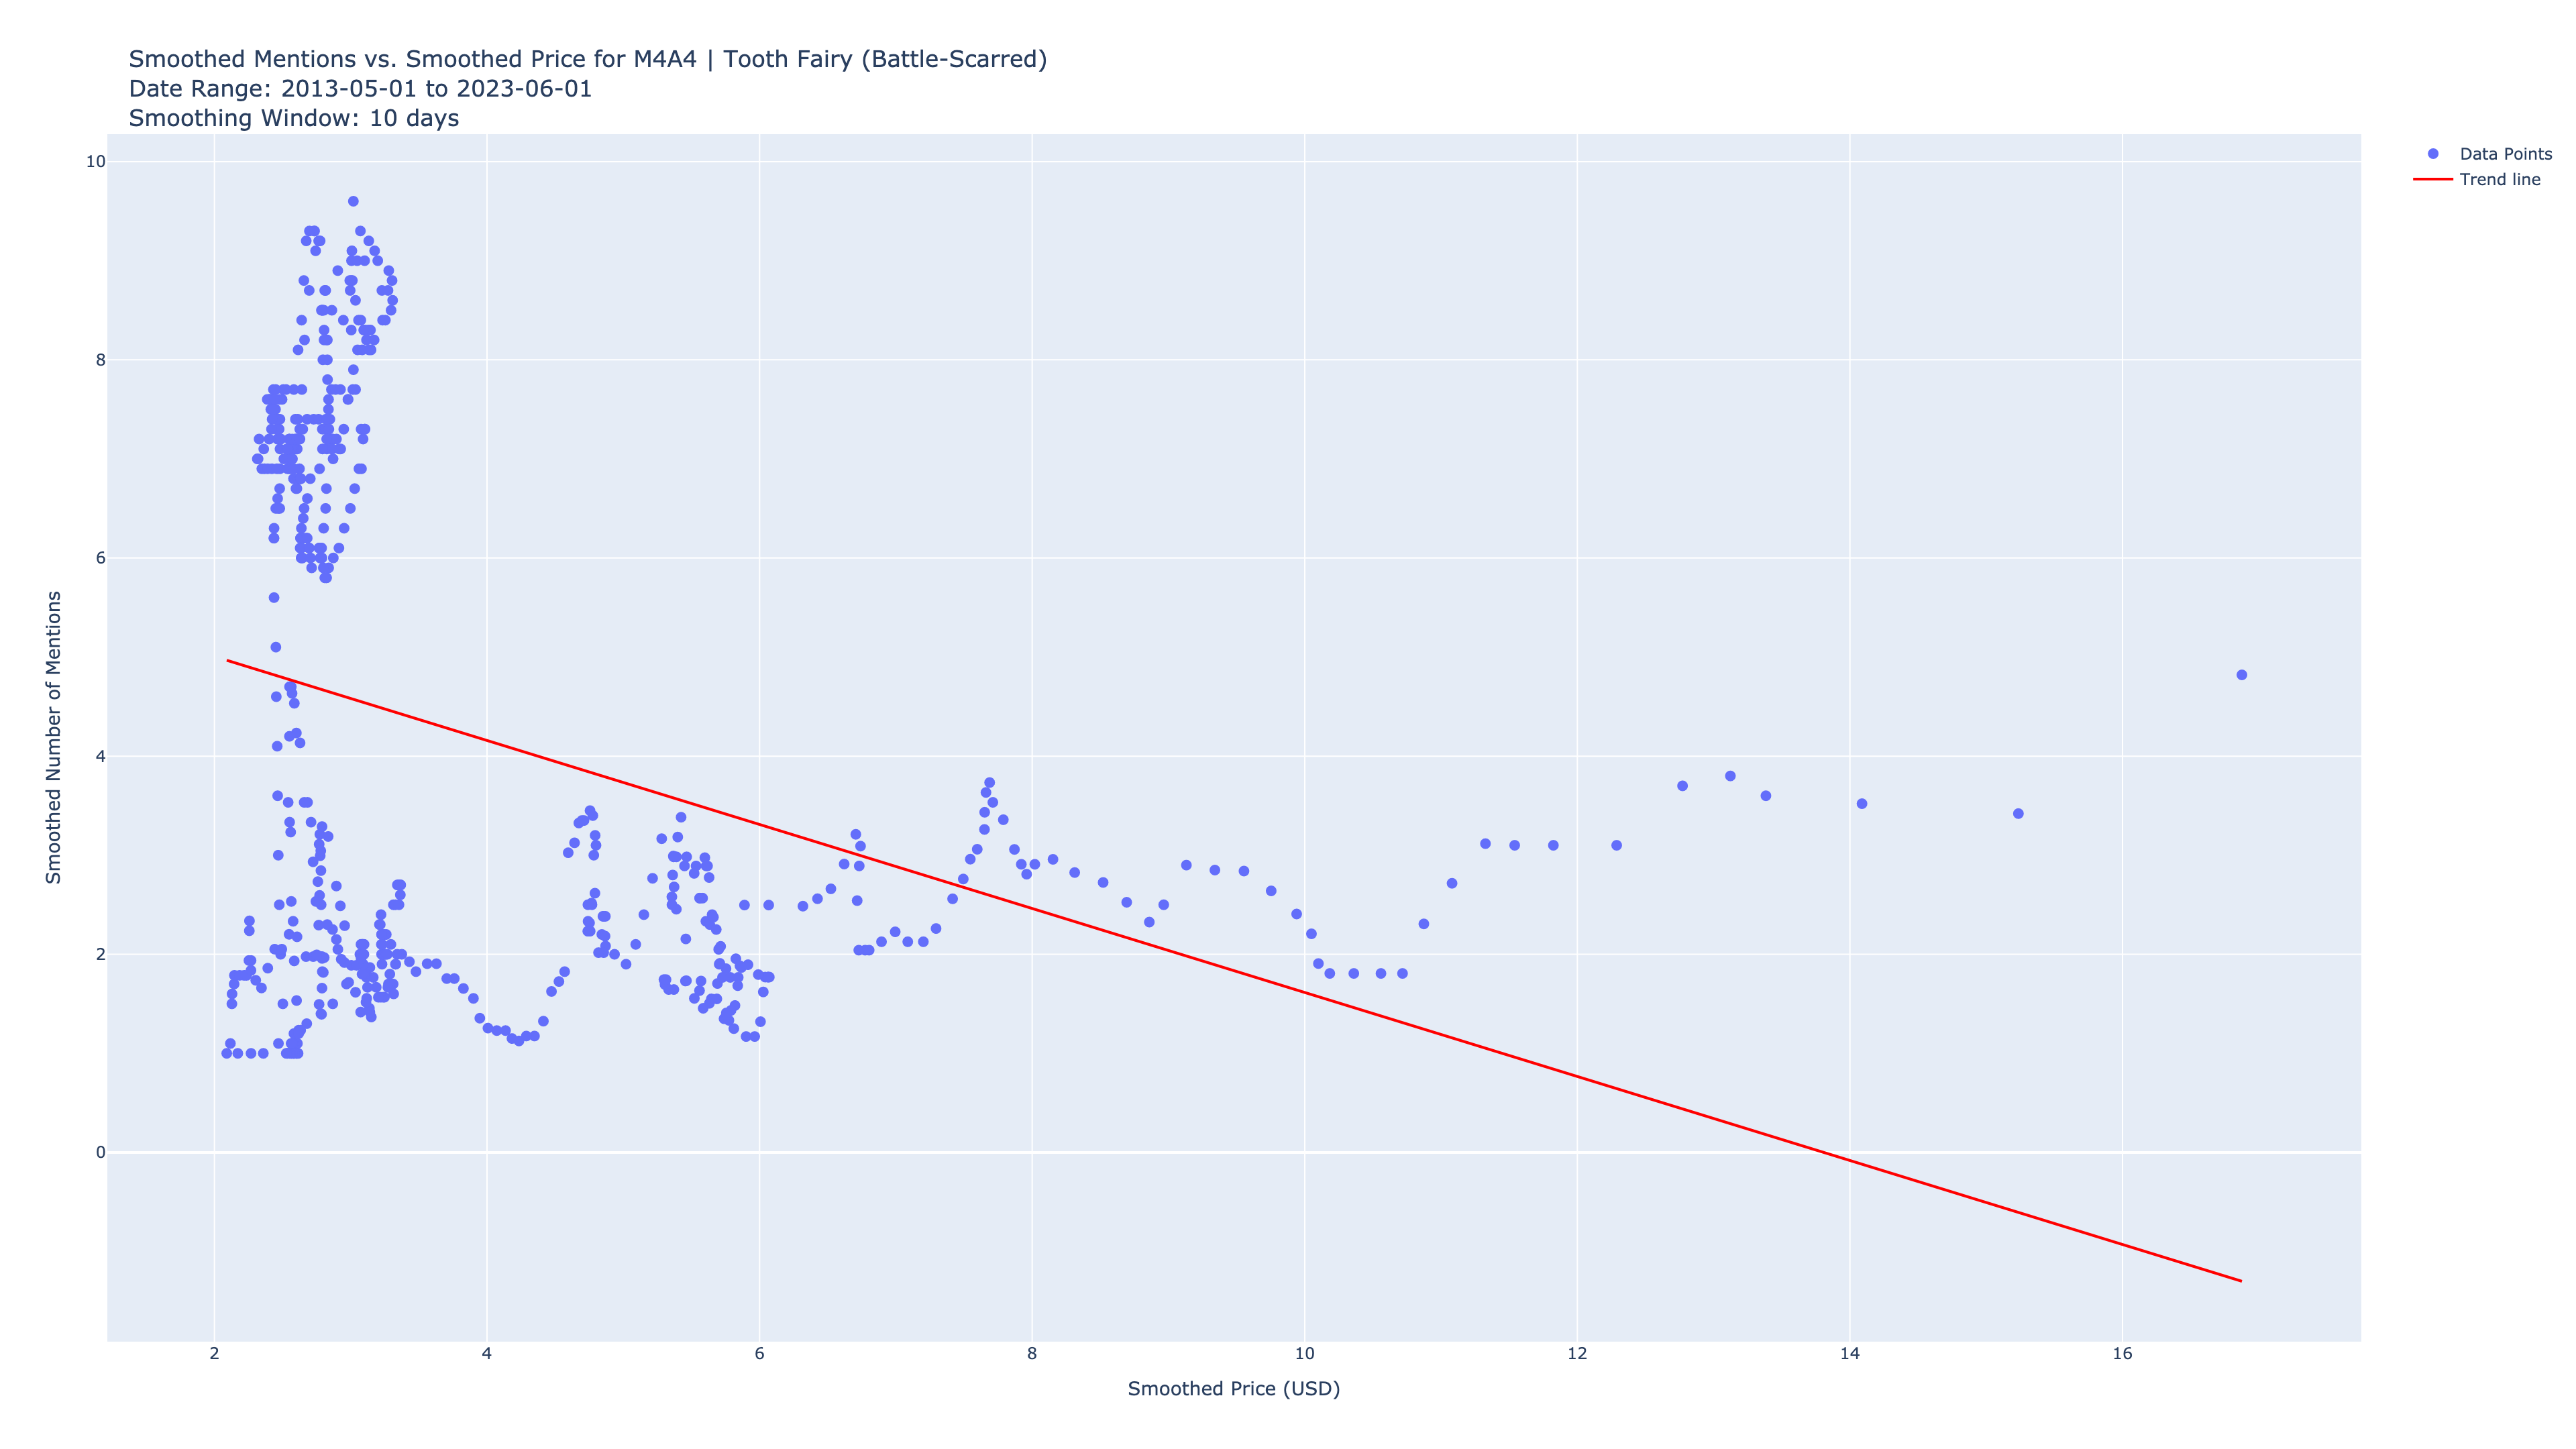 Smoothed Mentions vs. Smoothed Price for M4A4 | Tooth Fairy (Battle-Scarred)
Date Range: 2013-05-01 to 2023-06-01
Smoothing Window: 10 days
Data Points
Trend line
10
8
6
4
2
0
Smoothed Number of Mentions
2
4
6
8
10
12
14
16
Smoothed Price (USD)